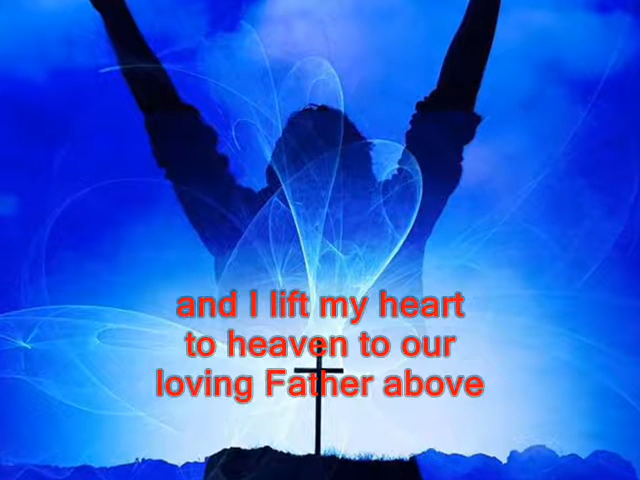 and I lift my heart
to heaven to our
loving Father above